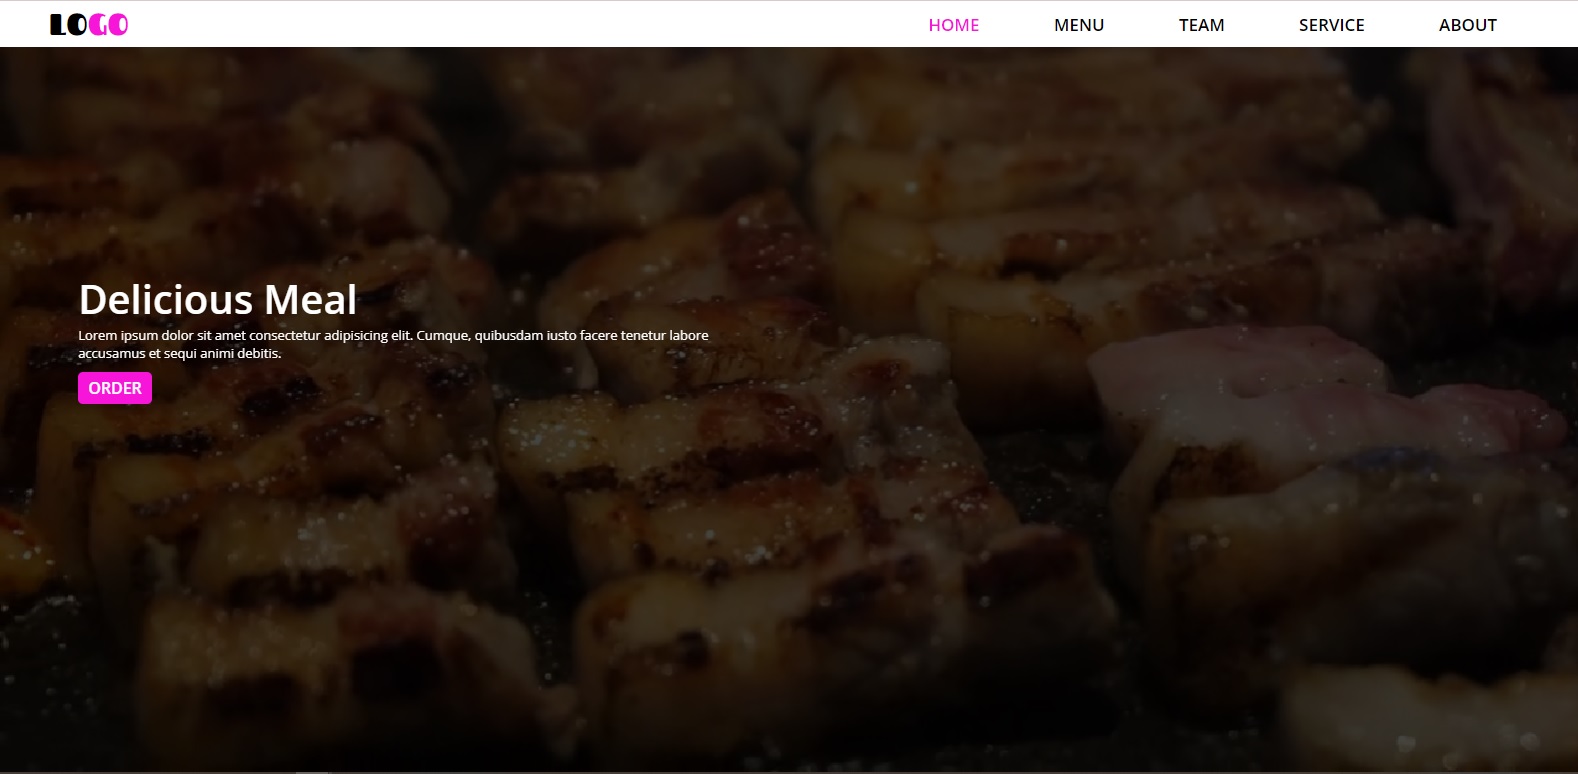 LOGO
HOME MENU TEAM SERVICE ABOUT
Delicious Meal
Lorem ipsum dolor sit amet consectetur adipisicing elit. Cumque, quibusdam iusto facere tenetur labore
accusamus et sequi animi debitis.
ORDER